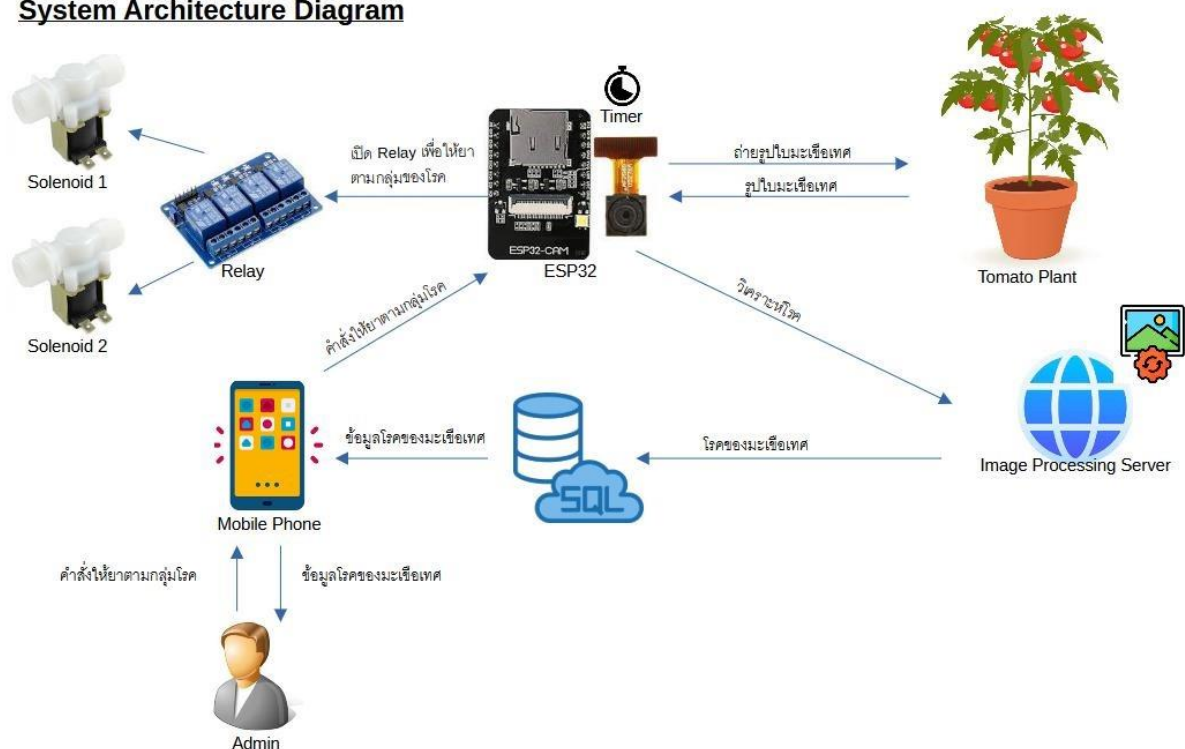 System Architecture Diagram
Timer
เปิด Relay เพื่อให้ยา
ตามกลุ่มของโรค
ถ่ายรูปใบมะเขือเทศ
รูปใบมะเขือเทศ
Solenoid 1
ESP32-CAM
Relay
ESP32
Tomato Plant
คำสั่งให้ยาตามกลุ่มโรค
วิเคราะห์โรค
Solenoid 2
ข้อมูลโรคของมะเขือเทศ
โรคของมะเขือเทศ
Image Processing Server
SQL
Mobile Phone
คำสั่งให้ยาตามกลุ่มโรค
ข้อมูลโรคของมะเขือเทศ
Admin